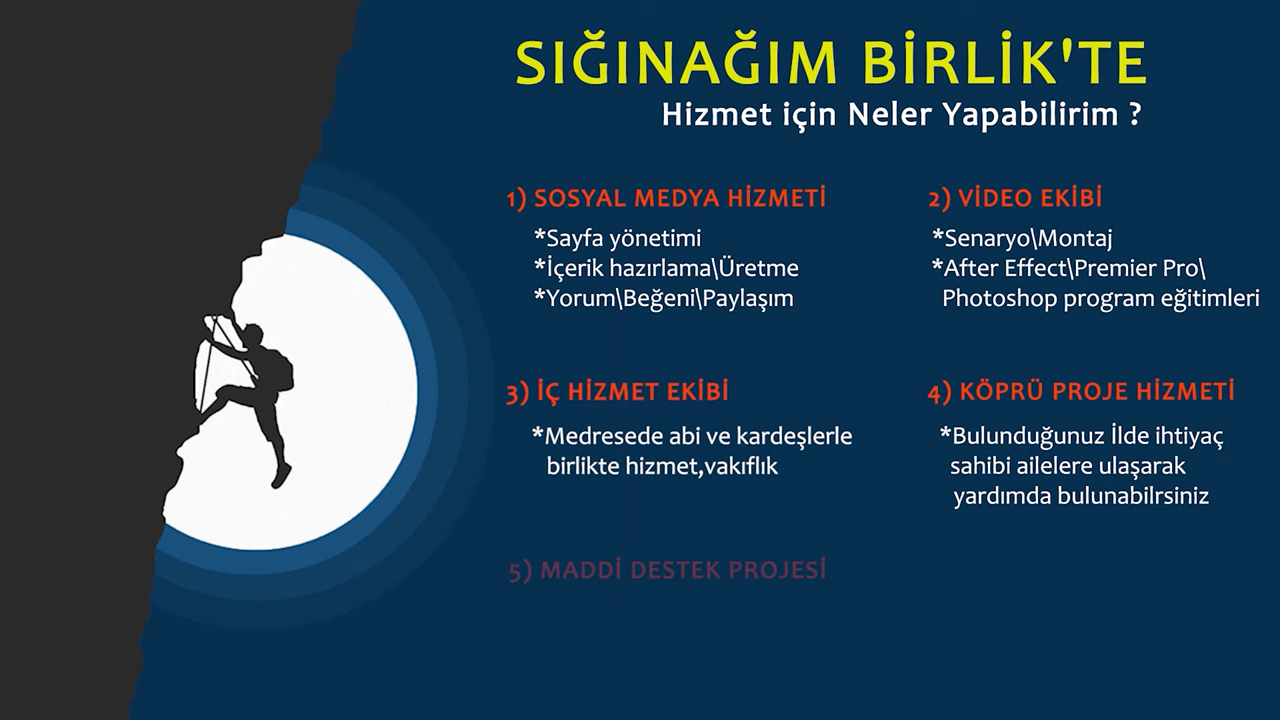 SIĞINAĞIM BİRLİK'TE
Hizmet için Neler Yapabilirim ?
1) SOSYAL MEDYA HİZMETİ
*Sayfa yönetimi
*İçerik hazırlama\Üretme
*Yorum\Beğeni\Paylaşım
2) VİDEO EKİBİ
*Senaryo\Montaj
*After Effect\Premier Pro\
Photoshop program eğitimleri
3) İÇ HİZMET EKİBİ
*Medresede abi ve kardeşlerle
birlikte hizmet,vakıflık
4) KÖPRÜ PROJE HİZMETİ
*Bulunduğunuz İlde ihtiyaç
sahibi ailelere ulaşarak
yardımda bulunabilrsiniz
5) MADDİ DESTEK PROJESİ